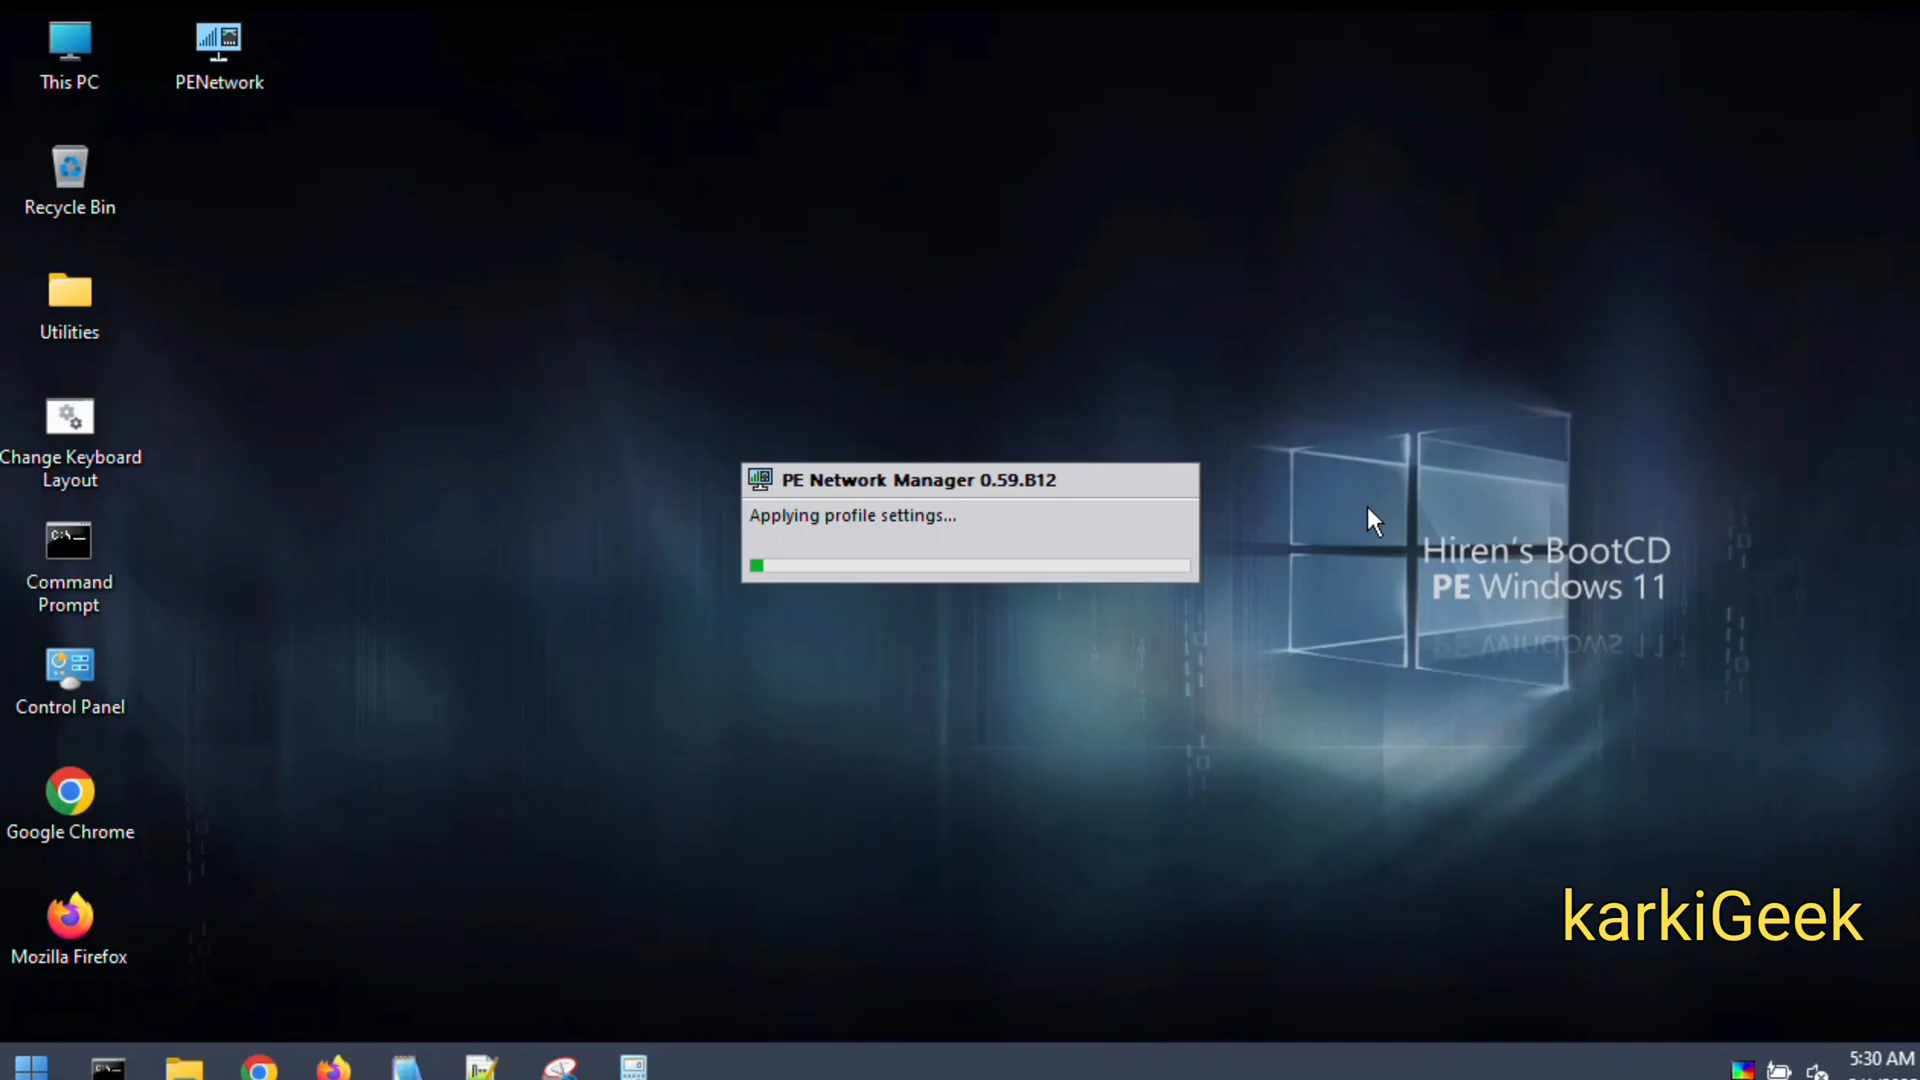 This PC
PENetwork
Recycle Bin
Utilities
Change Keyboard
Layout
Command
Prompt
Control Panel
Google Chrome
Mozilla Firefox
PE Network Manager 0.59.B12
Applying profile settings...
Hiren's BootCD
PE Windows 11
karkiGeek
5:30 AM